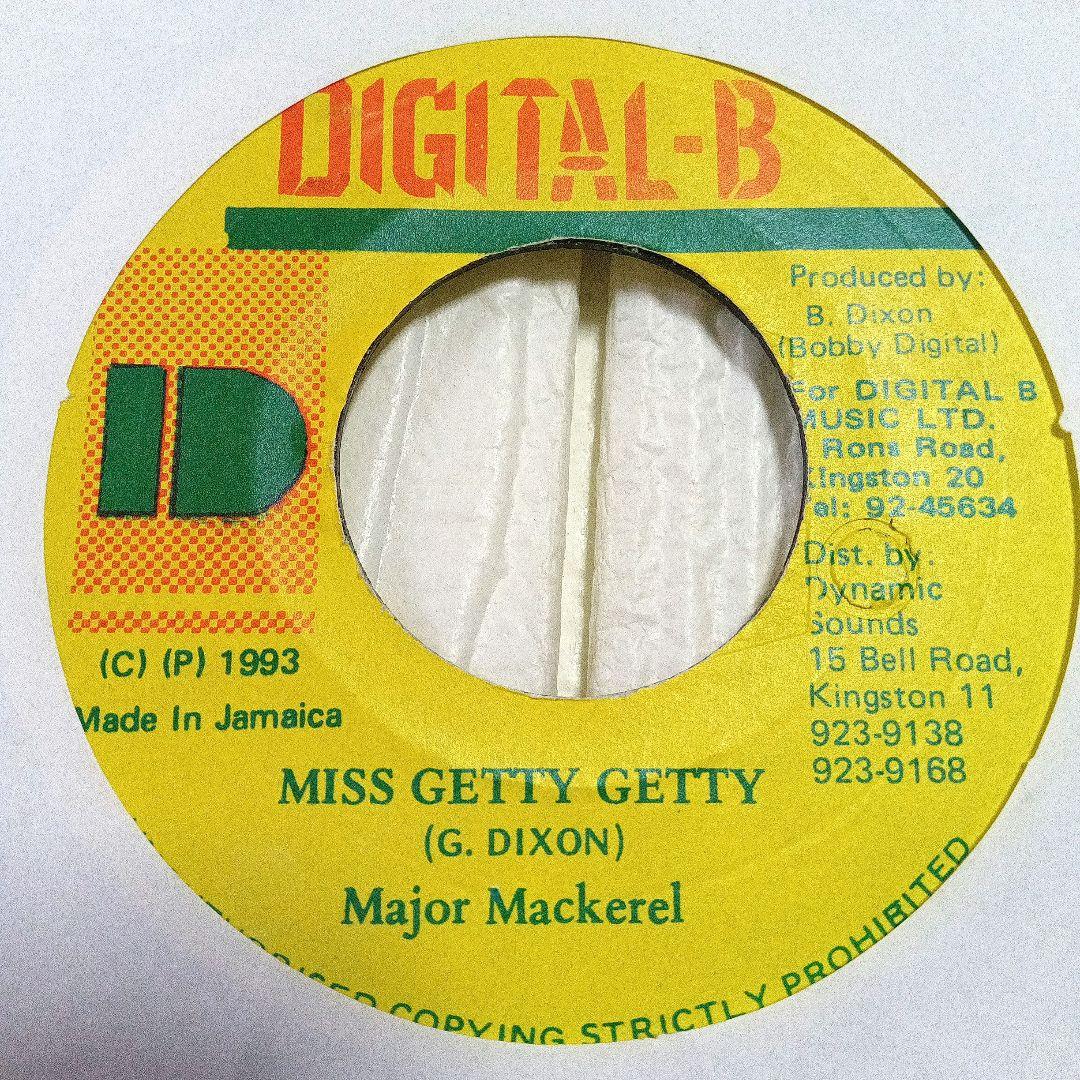 DIGITAL-B
Produced by:
B. Dixon
(Bobby Digital)
For DIGITAL B
MUSIC LTD.
Rons Road,
Kingston 20
Tel: 92-45634
Dist. by:
Dynamic
Sounds
15 Bell Road,
Kingston 11
923-9138
923-9168
D
(C) (P) 1993
Made In Jamaica
MISS GETTY GETTY
(G. DIXON)
Major Mackerel
COPYING STRICTLY PROHIBITED